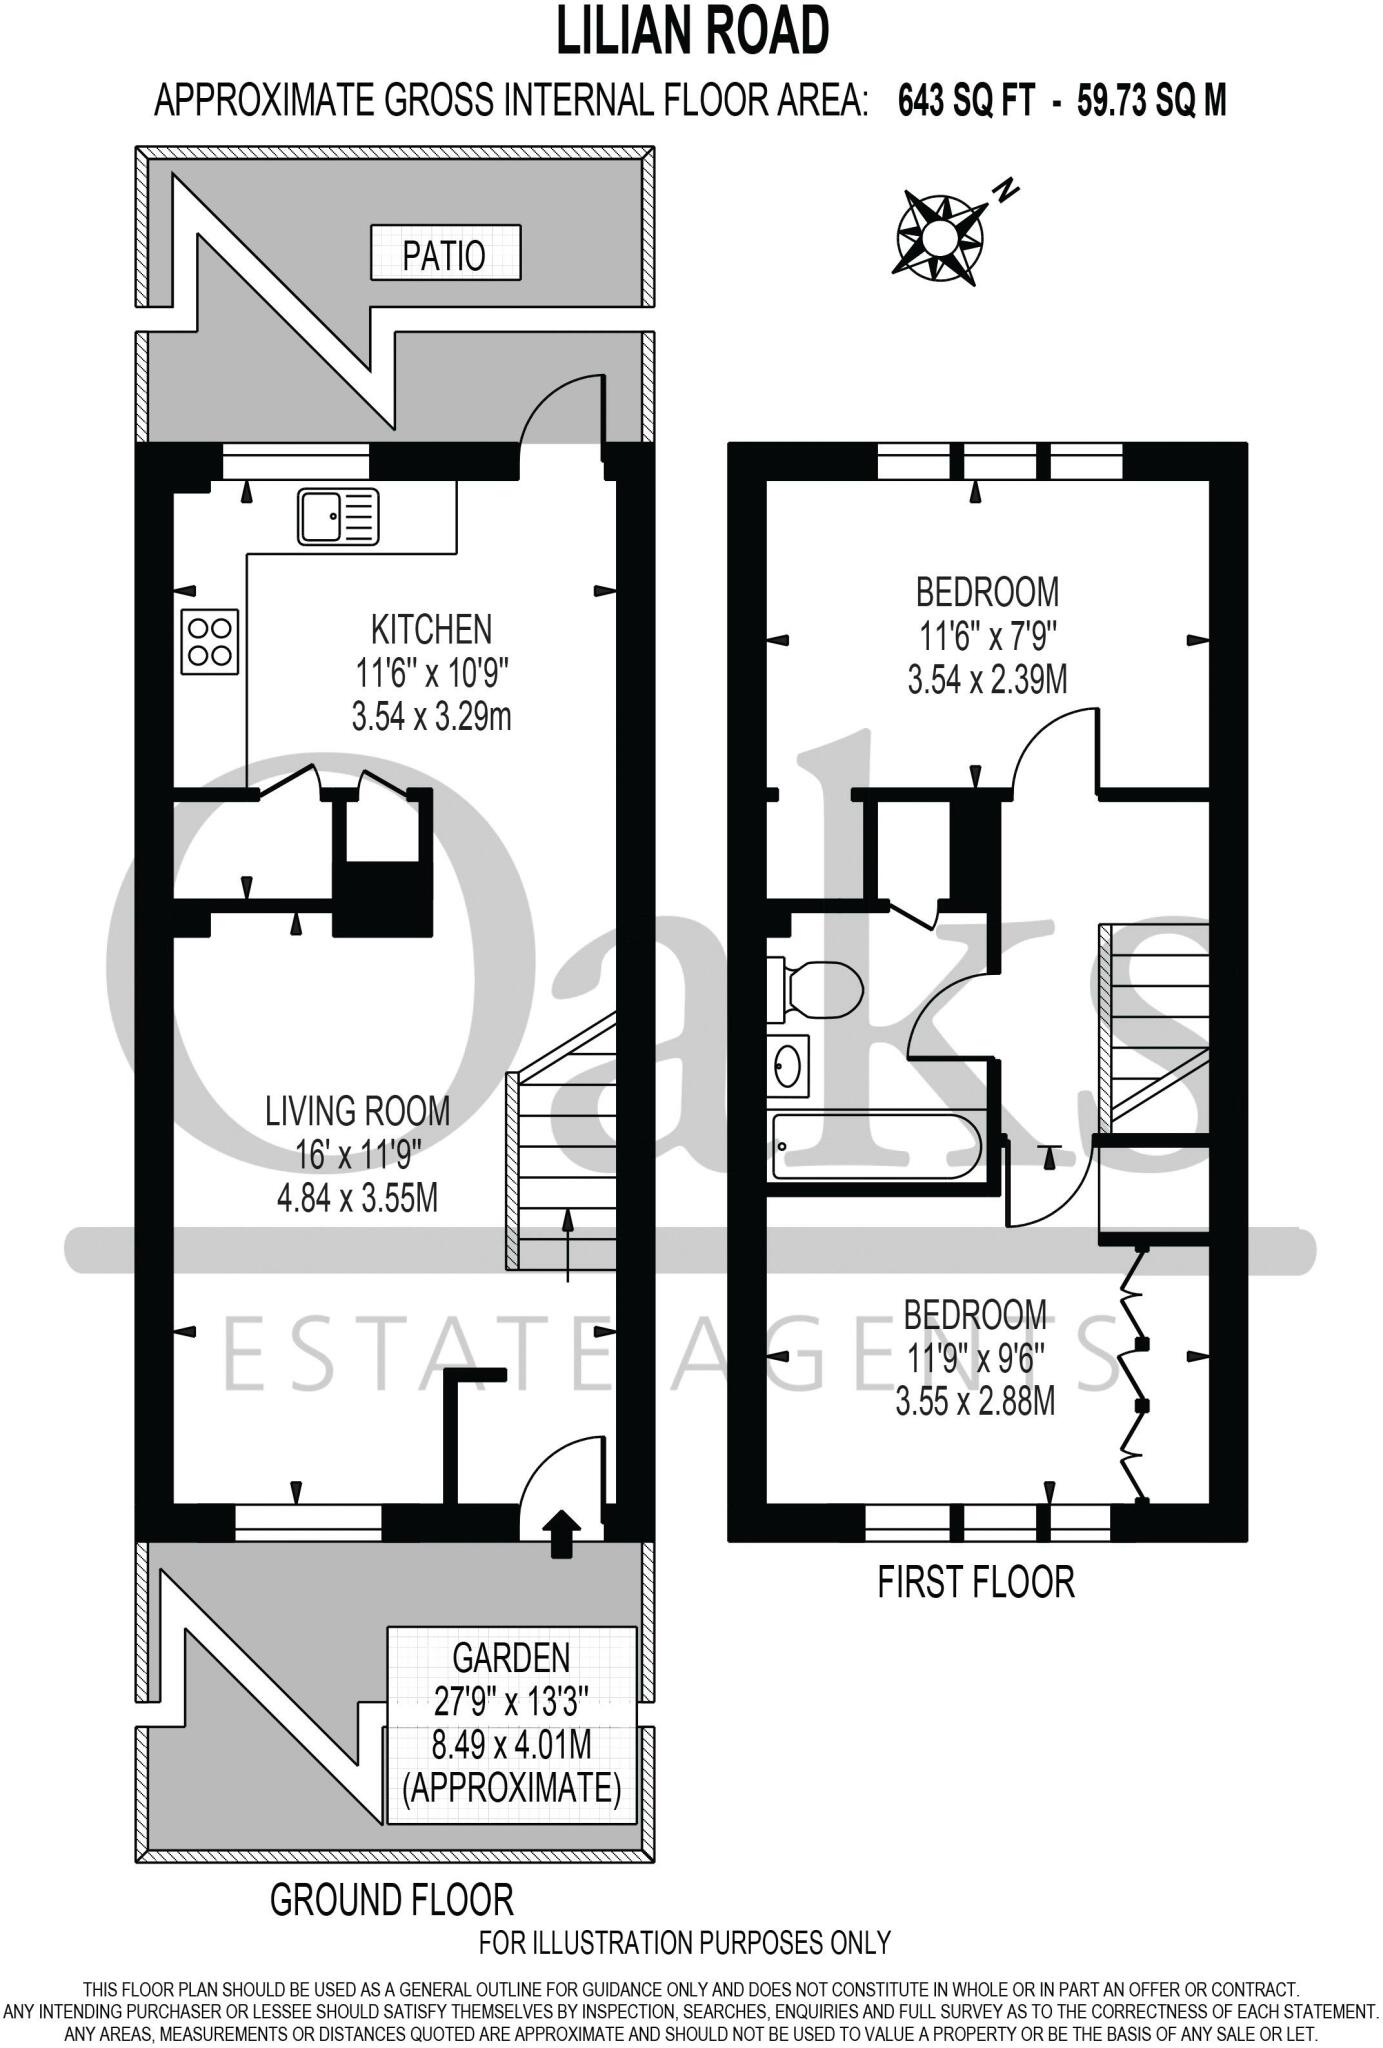 LILIAN ROAD
APPROXIMATE GROSS INTERNAL FLOOR AREA: 643 SQ FT - 59.73 SQ M
N
PATIO
KITCHEN
11'6" x 10'9"
3.54 x 3.29m
BEDROOM
11'6" x 7'9"
3.54 x 2.39M
Oaks
ESTATE AGENTS
LIVING ROOM
16' x 11'9"
4.84 x 3.55M
BEDROOM
11'9" x 9'6"
3.55 x 2.88M
FIRST FLOOR
GARDEN
27'9" x 13'3"
8.49 x 4.01M
(APPROXIMATE)
GROUND FLOOR
FOR ILLUSTRATION PURPOSES ONLY
THIS FLOOR PLAN SHOULD BE USED AS A GENERAL OUTLINE FOR GUIDANCE ONLY AND DOES NOT CONSTITUTE IN WHOLE OR IN PART AN OFFER OR CONTRACT.
ANY INTENDING PURCHASER OR LESSEE SHOULD SATISFY THEMSELVES BY INSPECTION, SEARCHES, ENQUIRIES AND FULL SURVEY AS TO THE CORRECTNESS OF EACH STATEMENT.
ANY AREAS, MEASUREMENTS OR DISTANCES QUOTED ARE APPROXIMATE AND SHOULD NOT BE USED TO VALUE A PROPERTY OR BE THE BASIS OF ANY SALE OR LET.